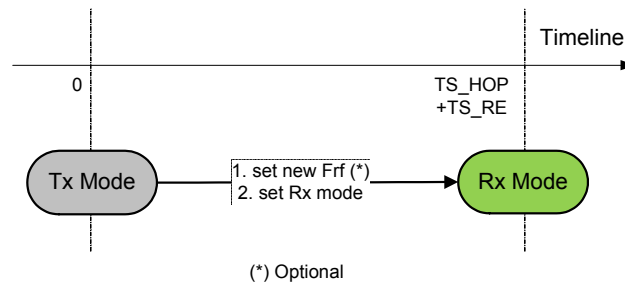 Timeline
0
TS_HOP
+TS_RE
Tx Mode
1. set new Frf (*)
2. set Rx mode
Rx Mode
(*) Optional